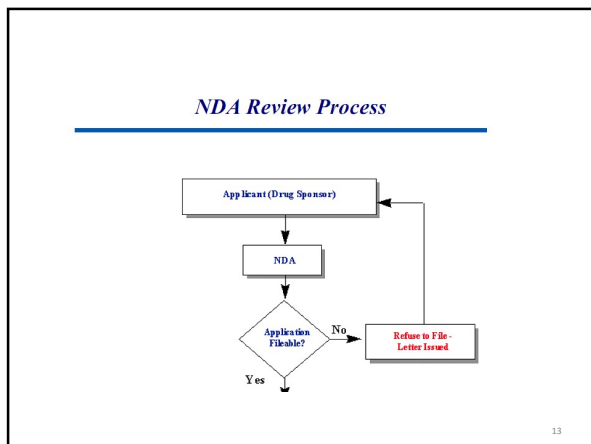 NDA Review Process
Applicant (Drug Sponsor)
NDA
Application
Fileable?
No
Refuse to File -
Letter Issued
Yes
13